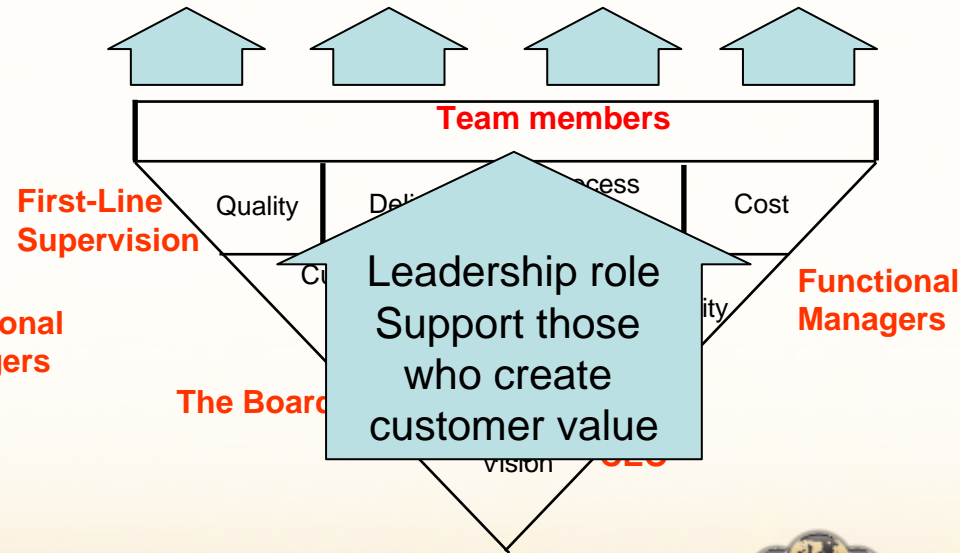 Team members
First-Line
Supervision
Quality
Cost
Leadership role
Support those
who create
customer value
Functional
Managers
The Board
Vision
CEO